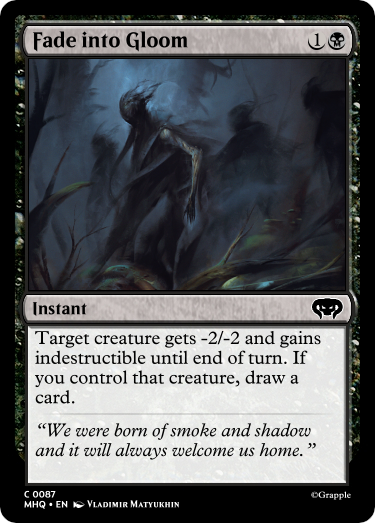 Fade into Gloom 1
Instant
Target creature gets -2/-2 and gains
indestructible until end of turn. If
you control that creature, draw a
card.
“We were born of smoke and shadow
and it will always welcome us home.”
C 0087
MHQ • EN Vladimir Matyukhin
©Grapple